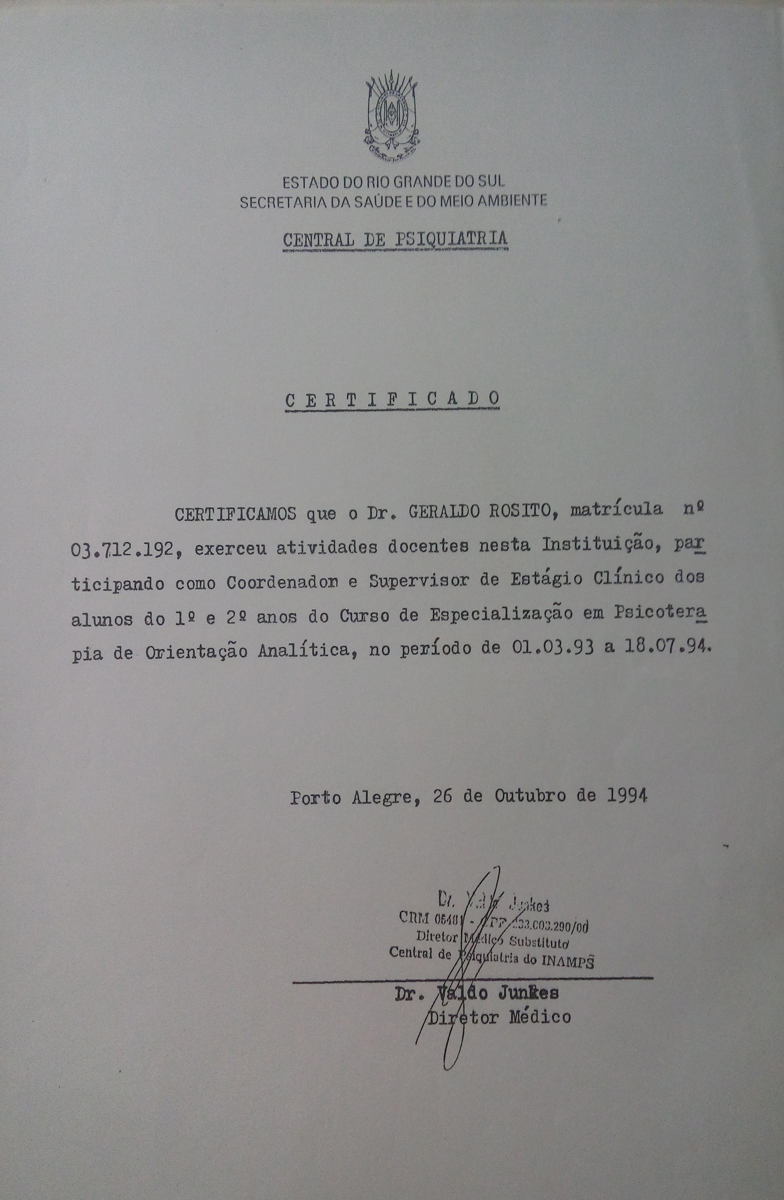 ESTADO DO RIO GRANDE DO SUL
SECRETARIA DA SAÚDE E DO MEIO AMBIENTE
CENTRAL DE PSIQUIATRIA
C E R T I F I C A D O
CERTIFICAMOS que o Dr. GERALDO ROSITO, matrícula nº
03.712.192, exerceu atividades docentes nesta Instituição, par
ticipando como Coordenador e Supervisor de Estágio Clínico dos
alunos do 1º e 2º anos do Curso de Especialização em Psicotera
pia de Orientação Analítica, no período de 01.03.93 a 18.07.94.
Porto Alegre, 26 de Outubro de 1994
Dr. Junkes
CRM
Diretor Médico Substituto
Central de Psiquiatria do INAMPS
Dr. Valdo Junkes
Diretor Médico